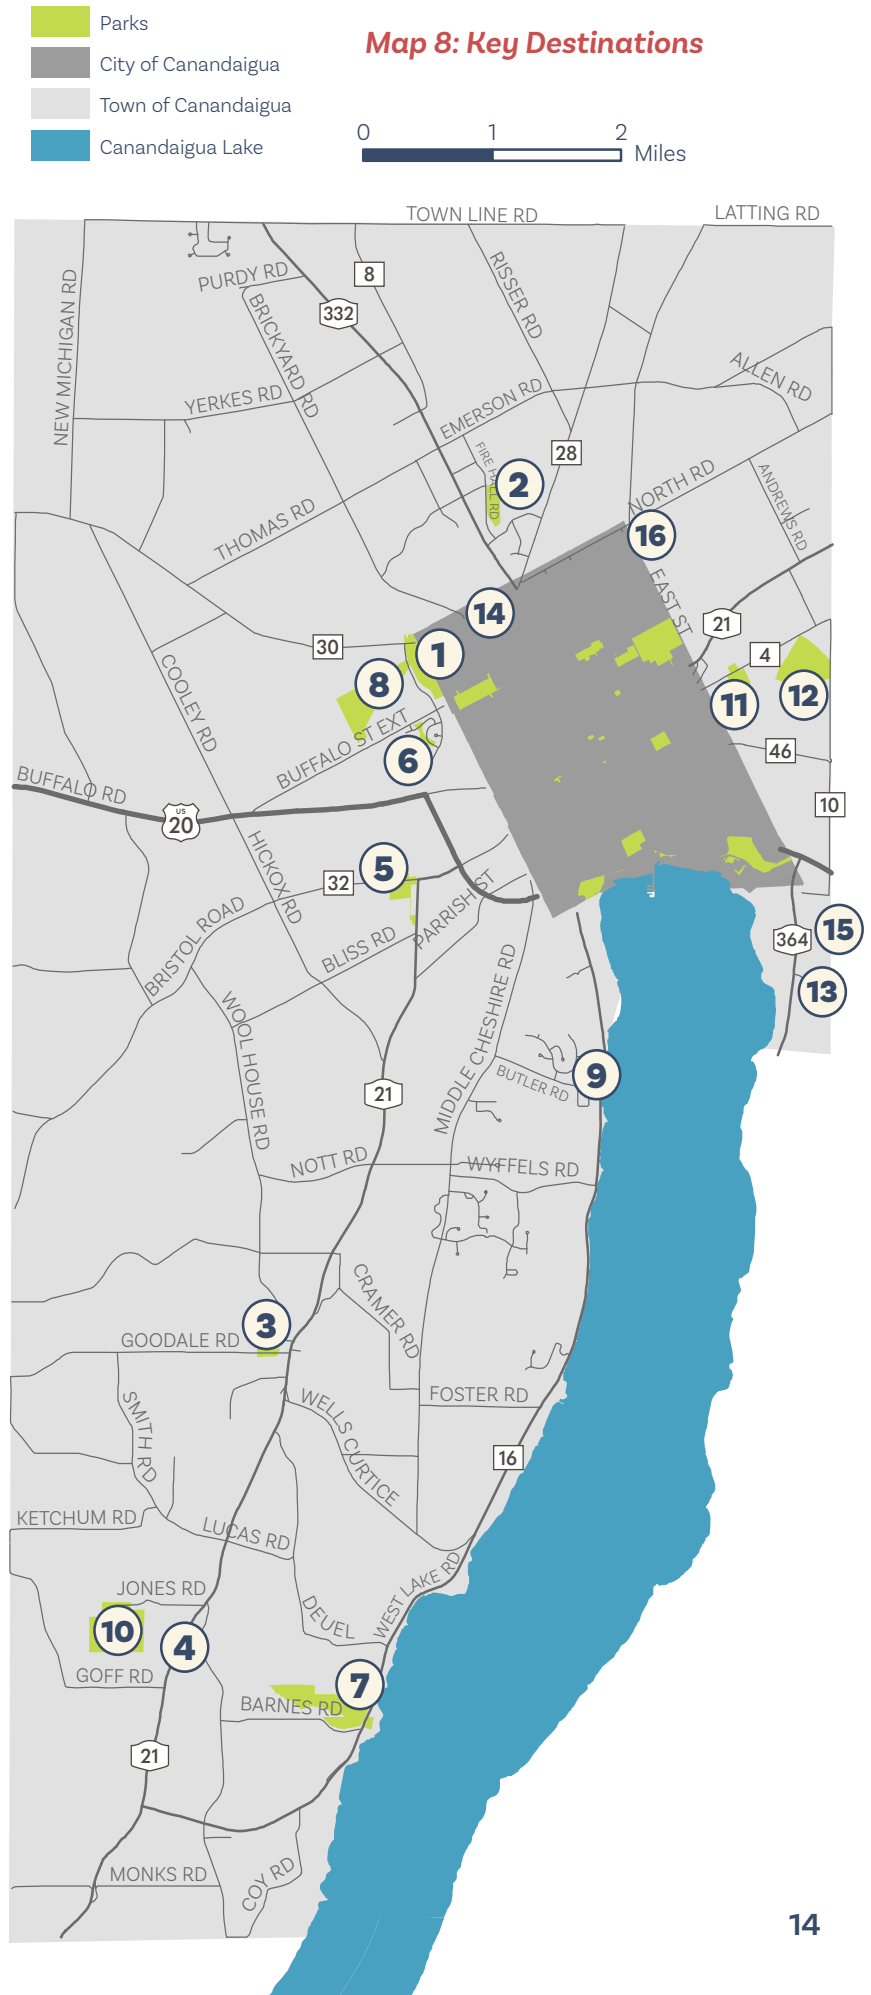 Parks
City of Canandaigua
Town of Canandaigua
Canandaigua Lake
Map 8: Key Destinations
0 1 2
Miles
TOWN LINE RD
LATTING RD
NEW MICHIGAN RD
PURDY RD
8
332
RISSER RD
BRICKYARD RD
YERKES RD
ALLEN RD
EMERSON RD
FIRE HALL RD
28
2
NORTH RD
ANDREWS RD
THOMAS RD
16
EAST ST
14
21
30
1
4
8
11
12
COOLEY RD
BUFFALO ST EXT
6
46
BUFFALO RD
US
20
10
HICKOX RD
5
32
PARRISH ST
BRISTOL ROAD
BLISS RD
364
15
13
MIDDLE CHESHIRE RD
WOOL HOUSE RD
9
BUTLER RD
21
NOTT RD
WYFFELS RD
CRAMER RD
3
GOODALE RD
SMITH RD
WELLS CURTICE
FOSTER RD
16
KETCHUM RD
LUCAS RD
WEST LAKE RD
JONES RD
DEUEL
10
4
GOFF RD
7
BARNES RD
21
MONKS RD
COY RD
14